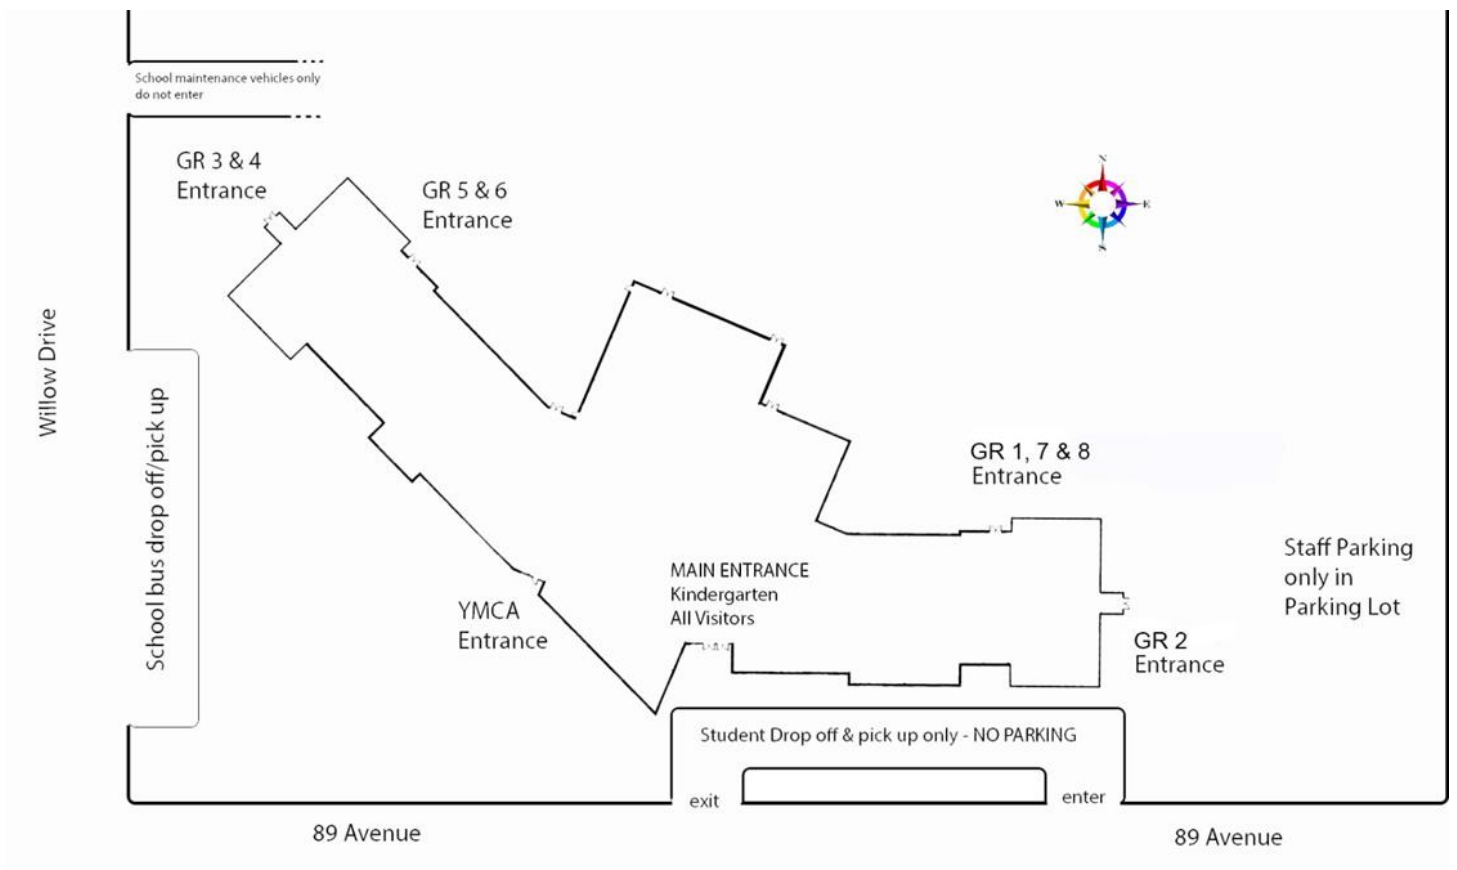 School maintenance vehicles only
do not enter
GR 3 & 4
Entrance
GR 5 & 6
Entrance
N
W
E
S
Willow Drive
School bus drop off/pick up
GR 1, 7 & 8
Entrance
Staff Parking
only in
Parking Lot
MAIN ENTRANCE
Kindergarten
All Visitors
YMCA
Entrance
GR 2
Entrance
Student Drop off & pick up only - NO PARKING
exit
enter
89 Avenue
89 Avenue